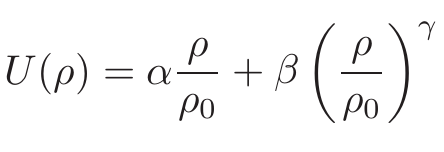 U(ρ) = α ρ/ρ₀ + β (ρ/ρ₀)^γ